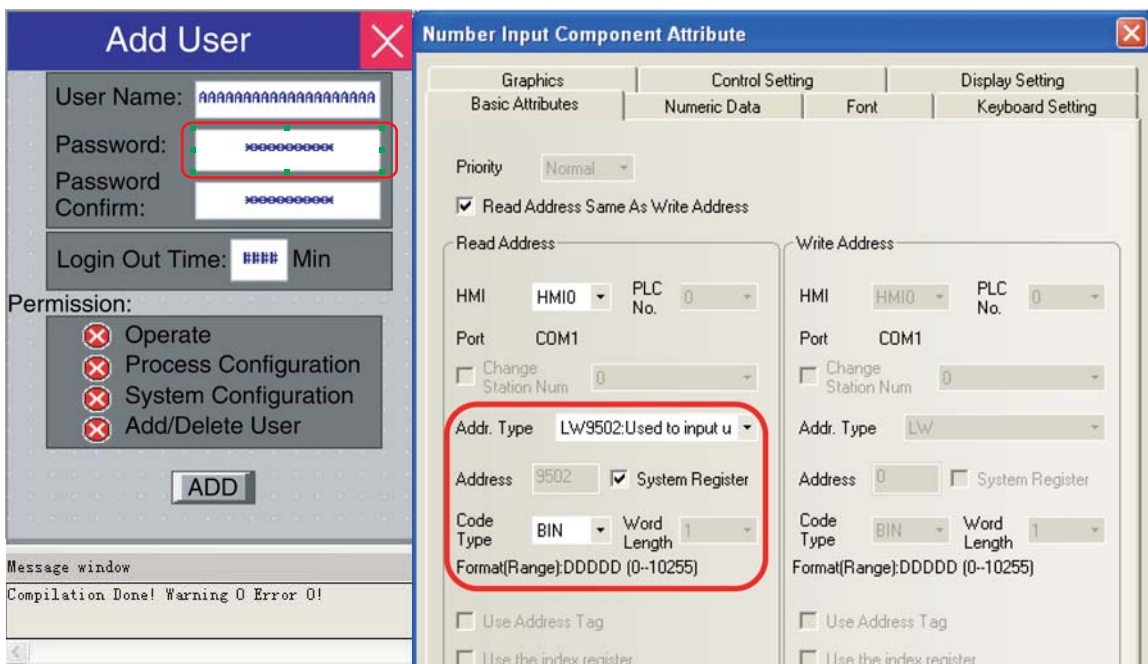 Add User
User Name: AAAAAAAAAAAAAAAAAAAA
Password: ***********
Password
Confirm: ***********
Login Out Time: #### Min
Permission:
Operate
Process Configuration
System Configuration
Add/Delete User
ADD
Message window
Compilation Done! Warning 0 Error 0!
Number Input Component Attribute
Graphics Control Setting Display Setting
Basic Attributes Numeric Data Font Keyboard Setting
Priority Normal
Read Address Same As Write Address
Read Address
HMI HMI0 PLC No. 0
Port COM1
Change Station Num 0
Addr. Type LW9502:Used to input u
Address 9502 System Register
Code Type BIN Word Length 1
Format(Range):DDDDD (0--10255)
Use Address Tag
Use the index register
Write Address
HMI HMI0 PLC No. 0
Port COM1
Change Station Num 0
Addr. Type LW
Address 0 System Register
Code Type BIN Word Length 1
Format(Range):DDDDD (0--10255)
Use Address Tag
Use the index register